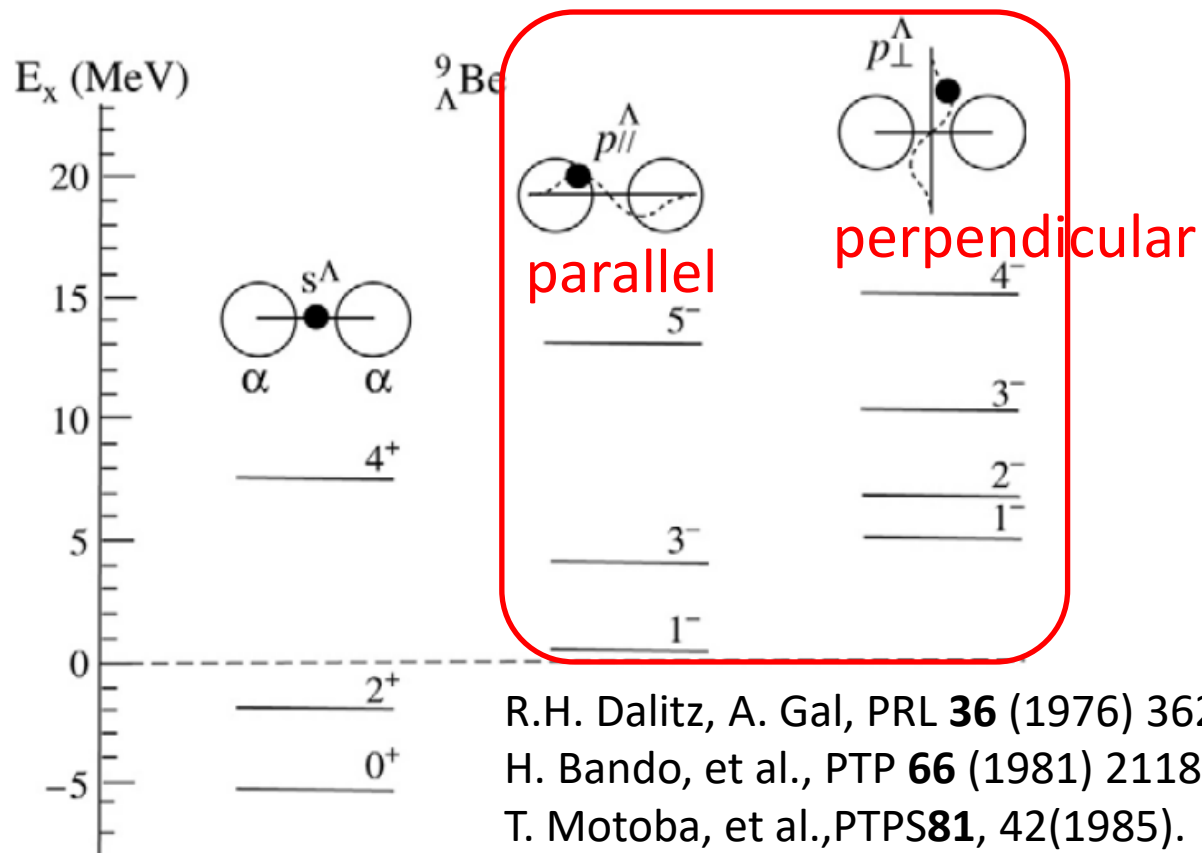 E_x (MeV)
⁹_ΛBe
p_//^Λ
p_⊥^Λ
parallel
perpendicular
s^Λ
α
α
20
15
10
5
0
−5
4⁺
2⁺
0⁺
5⁻
3⁻
1⁻
4⁻
3⁻
2⁻
1⁻
R.H. Dalitz, A. Gal, PRL 36 (1976) 362
H. Bando, et al., PTP 66 (1981) 2118
T. Motoba, et al.,PTPS81, 42(1985).